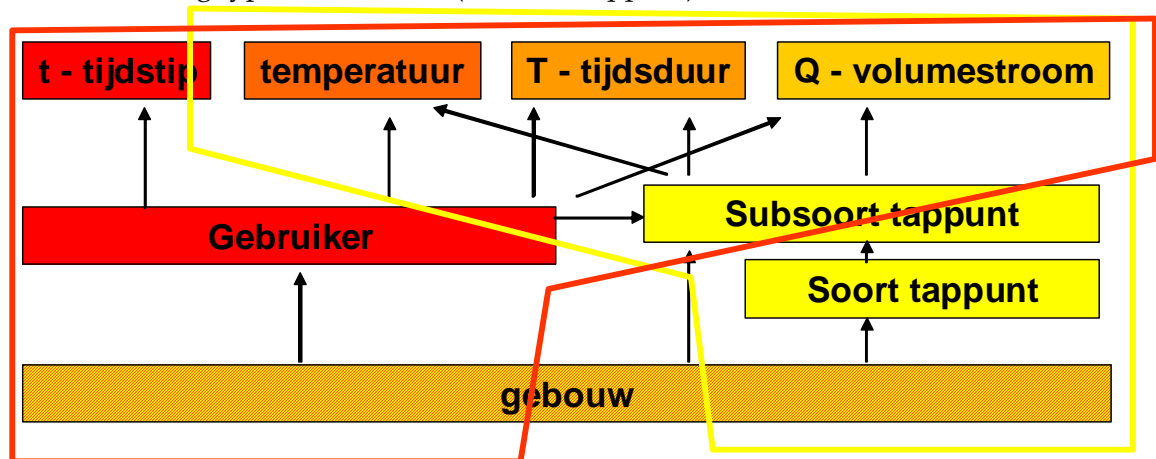 t - tijdstip temperatuur T - tijdsduur Q - volumestroom
Subsoort tappunt
Gebruiker
Soort tappunt
gebouw